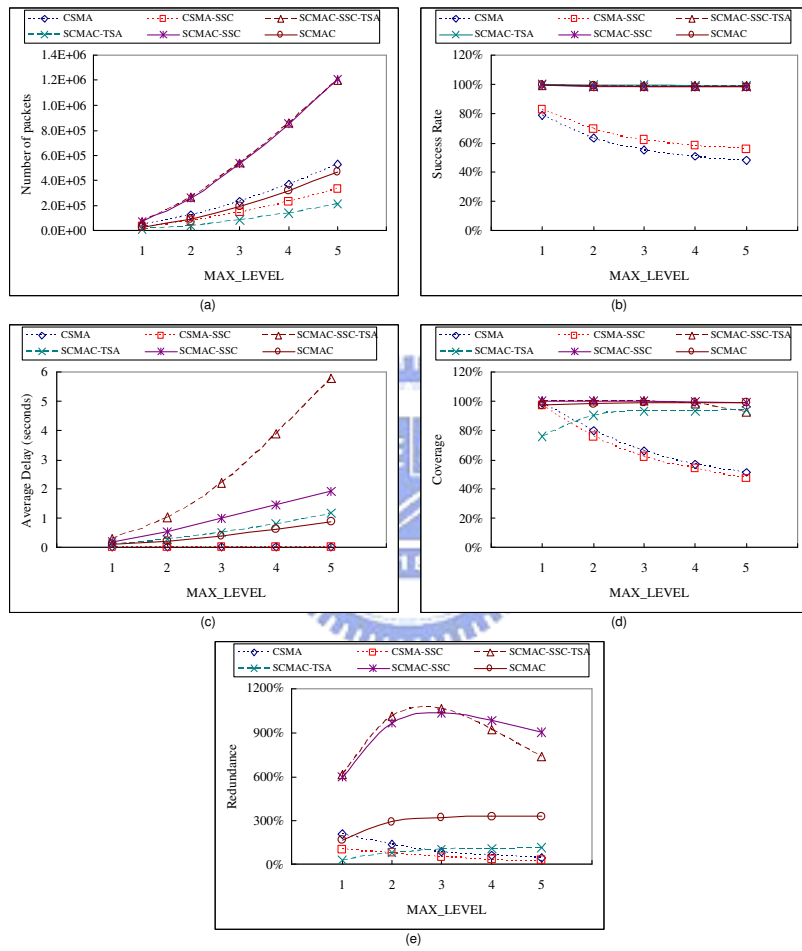 CSMA CSMA-SSC SCMAC-SSC-TSA
SCMAC-TSA SCMAC-SSC SCMAC
1.4E+06
1.2E+06
1.0E+06
8.0E+05
6.0E+05
4.0E+05
2.0E+05
0.0E+00
Number of packets
1 2 3 4 5
MAX_LEVEL
(a)
CSMA CSMA-SSC SCMAC-SSC-TSA
SCMAC-TSA SCMAC-SSC SCMAC
120%
100%
80%
60%
40%
20%
0%
Success Rate
1 2 3 4 5
MAX_LEVEL
(b)
CSMA CSMA-SSC SCMAC-SSC-TSA
SCMAC-TSA SCMAC-SSC SCMAC
6
5
4
3
2
1
0
Average Delay (seconds)
1 2 3 4 5
MAX_LEVEL
(c)
CSMA CSMA-SSC SCMAC-SSC-TSA
SCMAC-TSA SCMAC-SSC SCMAC
120%
100%
80%
60%
40%
20%
0%
Coverage
1 2 3 4 5
MAX_LEVEL
(d)
CSMA CSMA-SSC SCMAC-SSC-TSA
SCMAC-TSA SCMAC-SSC SCMAC
1200%
900%
600%
300%
0%
Redundance
1 2 3 4 5
MAX_LEVEL
(e)